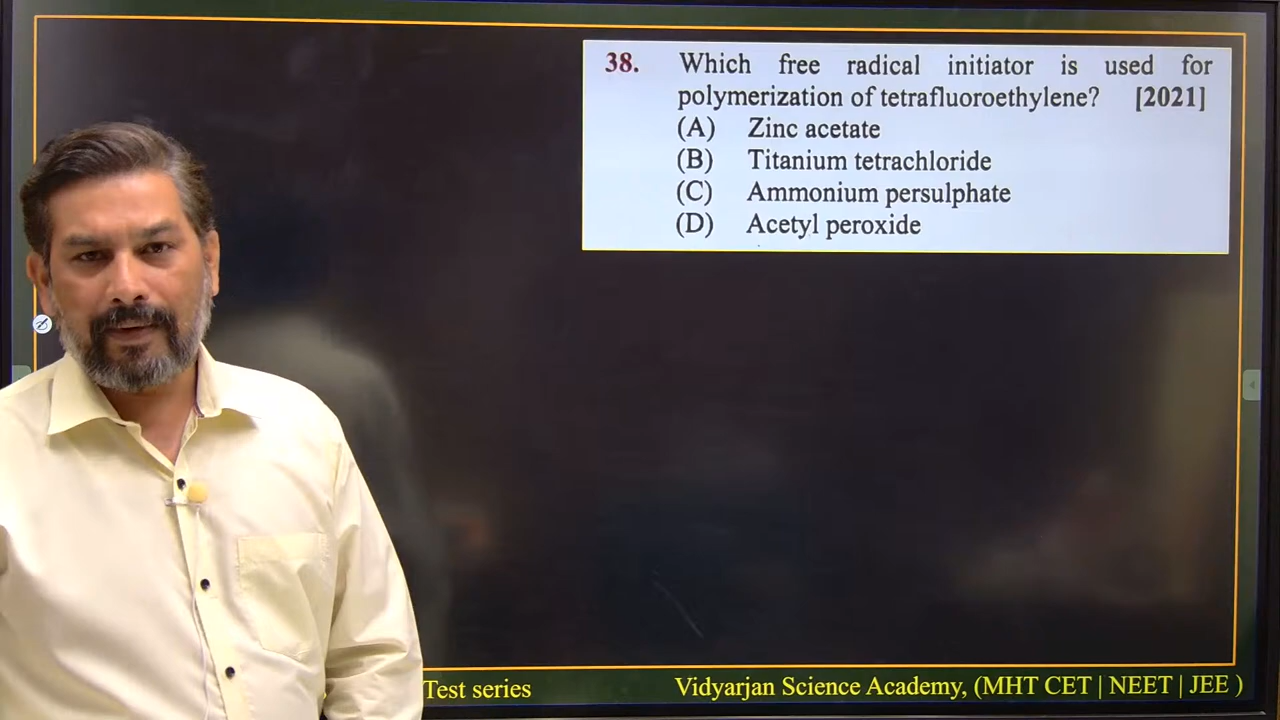 38. Which free radical initiator is used for
polymerization of tetrafluoroethylene? [2021]
(A) Zinc acetate
(B) Titanium tetrachloride
(C) Ammonium persulphate
(D) Acetyl peroxide
Test series
Vidyarjan Science Academy, (MHT CET | NEET | JEE )